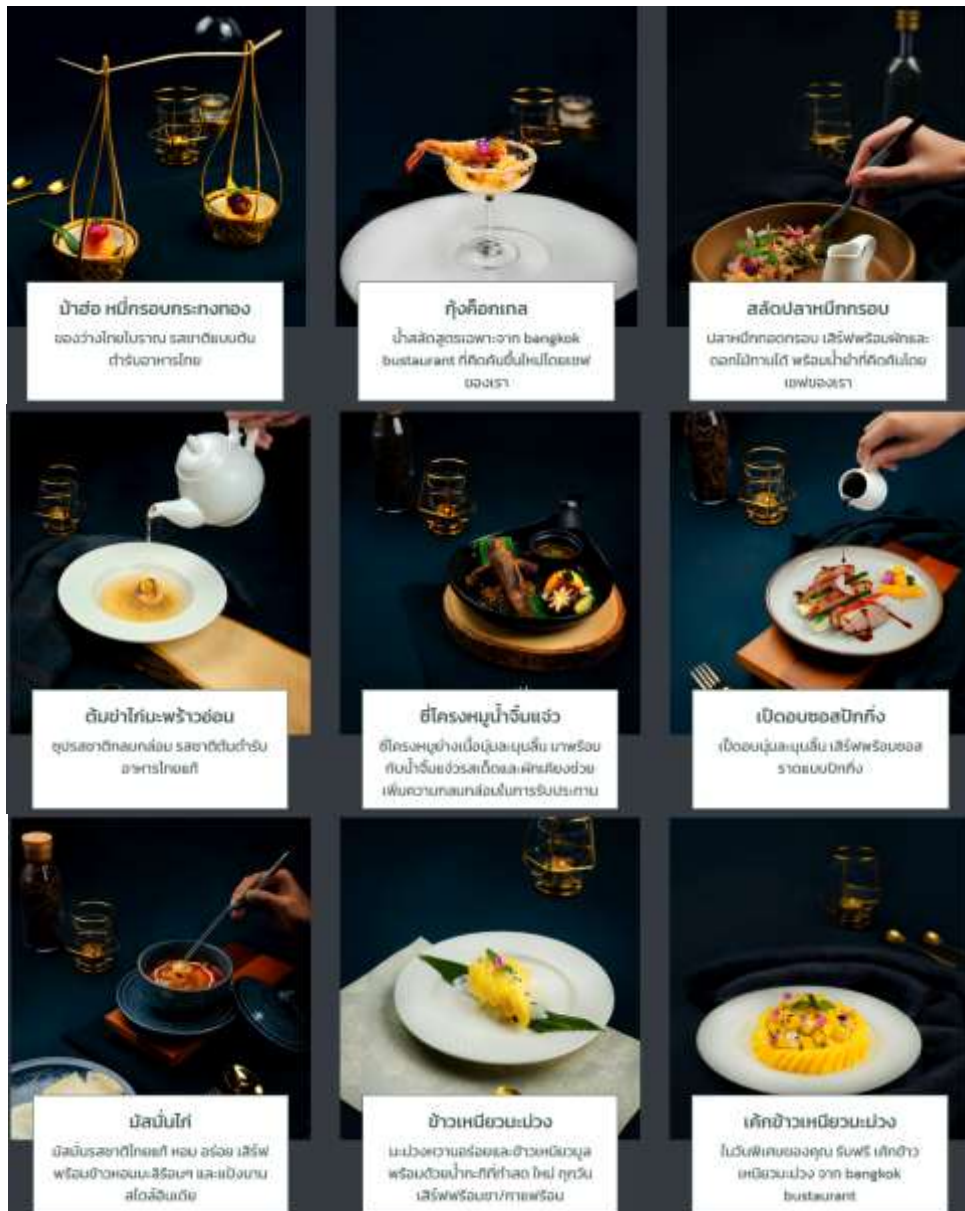 ม้าฮ่อ หมี่กรอบกระทงทอง
ของว่างไทยโบราณ รสชาติแบบต้น
ตำรับอาหารไทย
กุ้งค็อกเทล
น้ำสลัดสูตรเฉพาะจาก bangkok
bustaurant ที่คิดค้นขึ้นใหม่โดยเชฟ
ของเรา
สลัดปลาหมึกกรอบ
ปลาหมึกทอดกรอบ เสิร์ฟพร้อมผักและ
ดอกไม้ทานได้ พร้อมน้ำยำที่คิดค้นโดย
เชฟของเรา
ต้มข่าไก่มะพร้าวอ่อน
ซุปรสชาติกลมกล่อม รสชาติต้นตำรับ
อาหารไทยแท้
ซี่โครงหมูน้ำจิ้มแจ่ว
ซี่โครงหมูย่างเนื้อนุ่มละมุนลิ้น มาพร้อม
กับน้ำจิ้มแจ่วรสเด็ดและผักเคียงช่วย
เพิ่มความกลมกล่อมในการรับประทาน
เป็ดอบซอสปักกิ่ง
เป็ดอบนุ่มละมุนลิ้น เสิร์ฟพร้อมซอส
ราดแบบปักกิ่ง
มัสมั่นไก่
มัสมั่นรสชาติไทยแท้ หอม อร่อย เสิร์ฟ
พร้อมข้าวหอมมะลิร้อนๆ และแป้งนาน
สไตล์อินเดีย
ข้าวเหนียวมะม่วง
มะม่วงหวานอร่อยและข้าวเหนียวมูล
พร้อมด้วยน้ำกะทิที่ทำสด ใหม่ ทุกวัน
เสิร์ฟพร้อมชา/กาแฟร้อน
เค้กข้าวเหนียวมะม่วง
ในวันพิเศษของคุณ รับฟรี เค้กข้าว
เหนียวมะม่วง จาก bangkok
bustaurant